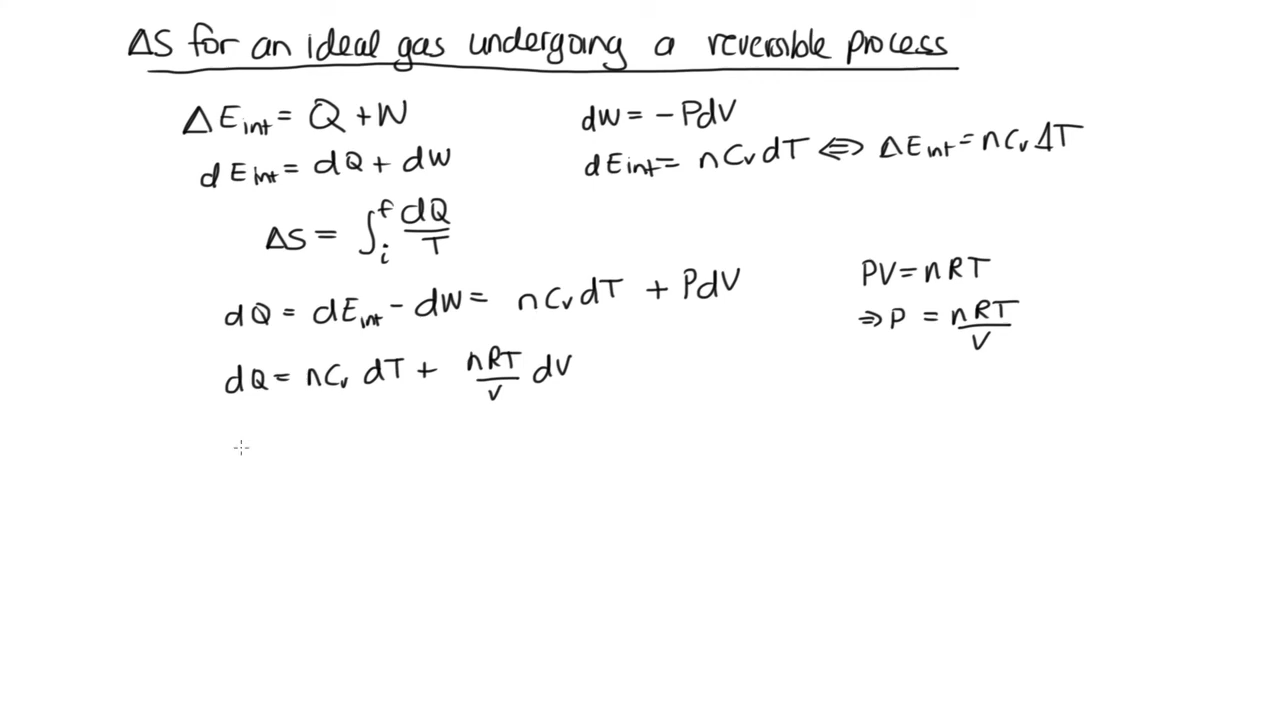 ΔS for an ideal gas undergoing a reversible process
ΔE_int = Q + W
dE_int = dQ + dW
dW = - PdV
dE_int = nC_v dT ⟺ ΔE_int = nC_v ΔT
ΔS = ∫_i^f dQ/T
dQ = dE_int - dW = nC_v dT + PdV
PV = nRT
⇒ P = nRT/V
dQ = nC_v dT + nRT/V dV